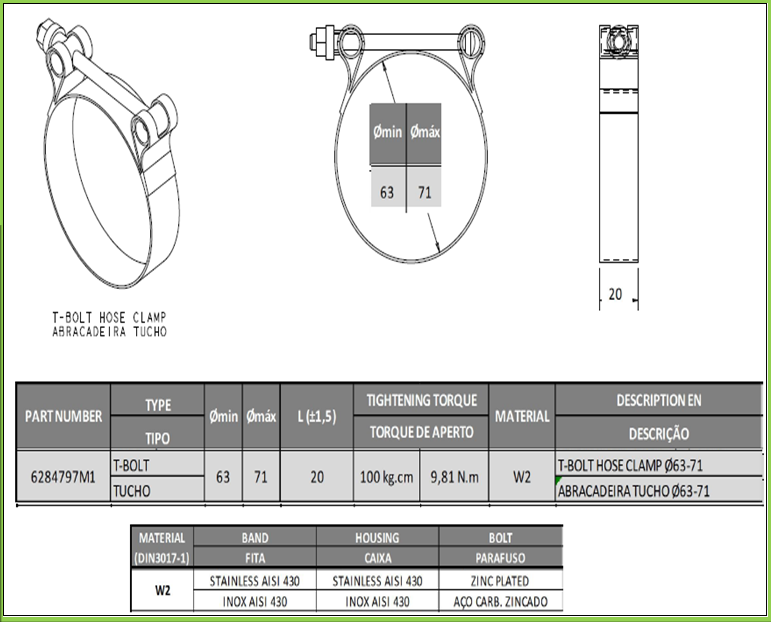 Ømin Ømáx
63 71
20
T-BOLT HOSE CLAMP
ABRACADEIRA TUCHO
PART NUMBER TYPE Ømin Ømáx L (±1,5) TIGHTENING TORQUE MATERIAL DESCRIPTION EN
TIPO TORQUE DE APERTO DESCRIÇÃO
6284797M1 T-BOLT 63 71 20 100 kg.cm 9,81 N.m W2 T-BOLT HOSE CLAMP Ø63-71
TUCHO ABRACADEIRA TUCHO Ø63-71
MATERIAL BAND HOUSING BOLT
(DIN3017-1) FITA CAIXA PARAFUSO
W2 STAINLESS AISI 430 STAINLESS AISI 430 ZINC PLATED
INOX AISI 430 INOX AISI 430 AÇO CARB. ZINCADO